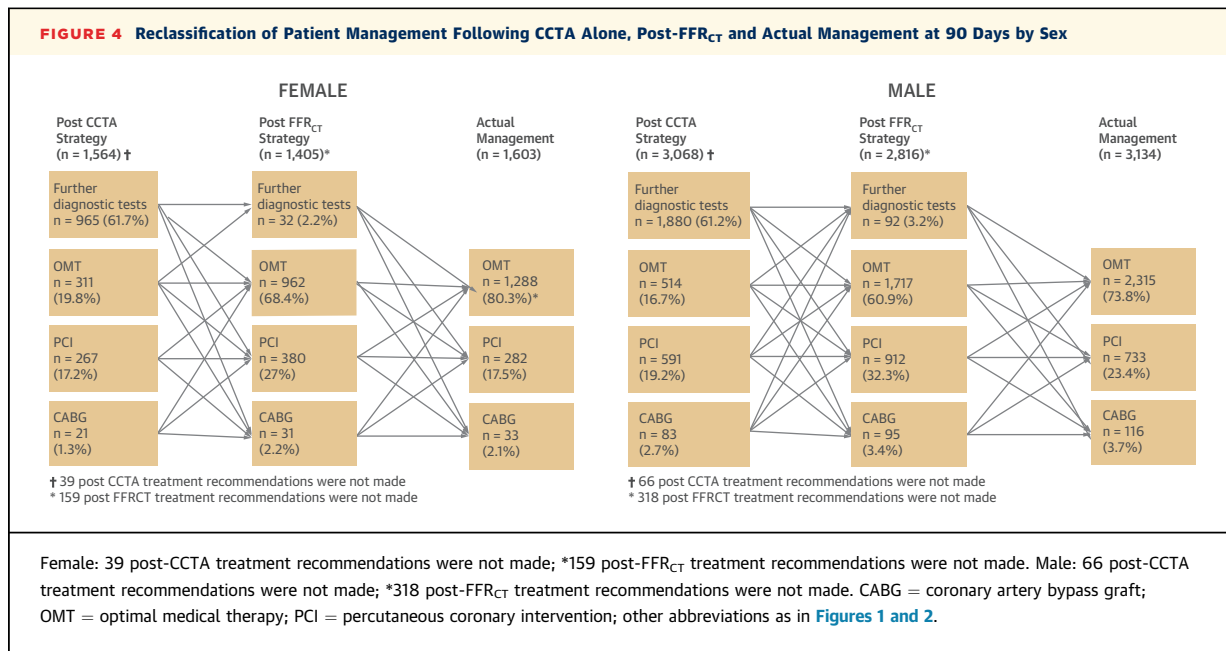 FIGURE 4 Reclassification of Patient Management Following CCTA Alone, Post-FFRCT and Actual Management at 90 Days by Sex
FEMALE
Post CCTA
Strategy
(n = 1,564) †
Post FFRCT
Strategy
(n = 1,405)*
Actual
Management
(n = 1,603)
Further
diagnostic tests
n = 965 (61.7%)
OMT
n = 311
(19.8%)
PCI
n = 267
(17.2%)
CABG
n = 21
(1.3%)
Further
diagnostic tests
n = 32 (2.2%)
OMT
n = 962
(68.4%)
PCI
n = 380
(27%)
CABG
n = 31
(2.2%)
OMT
n = 1,288
(80.3%)*
PCI
n = 282
(17.5%)
CABG
n = 33
(2.1%)
† 39 post CCTA treatment recommendations were not made
* 159 post FFRCT treatment recommendations were not made
MALE
Post CCTA
Strategy
(n = 3,068) †
Post FFRCT
Strategy
(n = 2,816)*
Actual
Management
(n = 3,134)
Further
diagnostic tests
n = 1,880 (61.2%)
OMT
n = 514
(16.7%)
PCI
n = 591
(19.2%)
CABG
n = 83
(2.7%)
Further
diagnostic tests
n = 92 (3.2%)
OMT
n = 1,717
(60.9%)
PCI
n = 912
(32.3%)
CABG
n = 95
(3.4%)
OMT
n = 2,315
(73.8%)
PCI
n = 733
(23.4%)
CABG
n = 116
(3.7%)
† 66 post CCTA treatment recommendations were not made
* 318 post FFRCT treatment recommendations were not made
Female: 39 post-CCTA treatment recommendations were not made; *159 post-FFRCT treatment recommendations were not made. Male: 66 post-CCTA
treatment recommendations were not made; *318 post-FFRCT treatment recommendations were not made. CABG = coronary artery bypass graft;
OMT = optimal medical therapy; PCI = percutaneous coronary intervention; other abbreviations as in Figures 1 and 2.